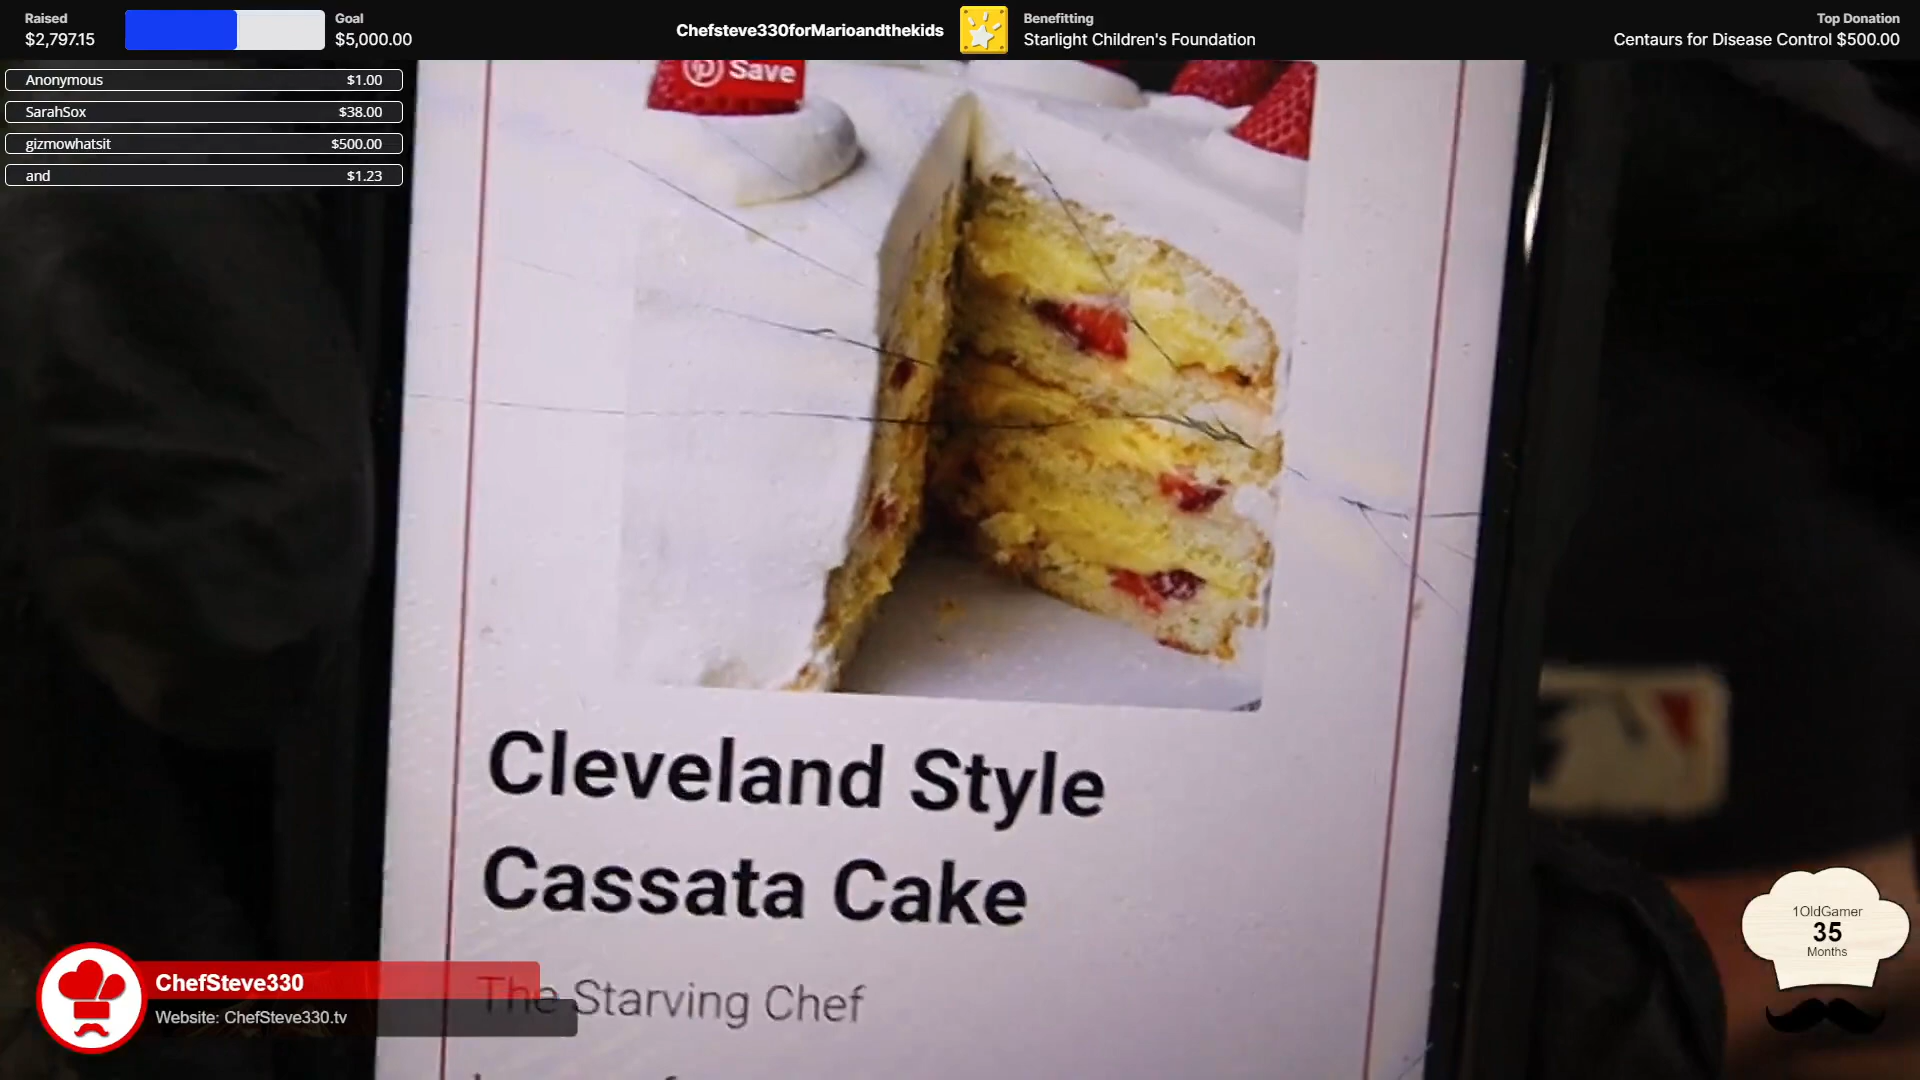 Raised
$2,797.15
Goal
$5,000.00
Chefsteve330forMarioandthekids
Benefitting
Starlight Children's Foundation
Top Donation
Centaurs for Disease Control $500.00
Anonymous $1.00
SarahSox $38.00
gizmowhatsit $500.00
and $1.23
Save
Cleveland Style
Cassata Cake
The Starving Chef
ChefSteve330
Website: ChefSteve330.tv
1OldGamer
35
Months